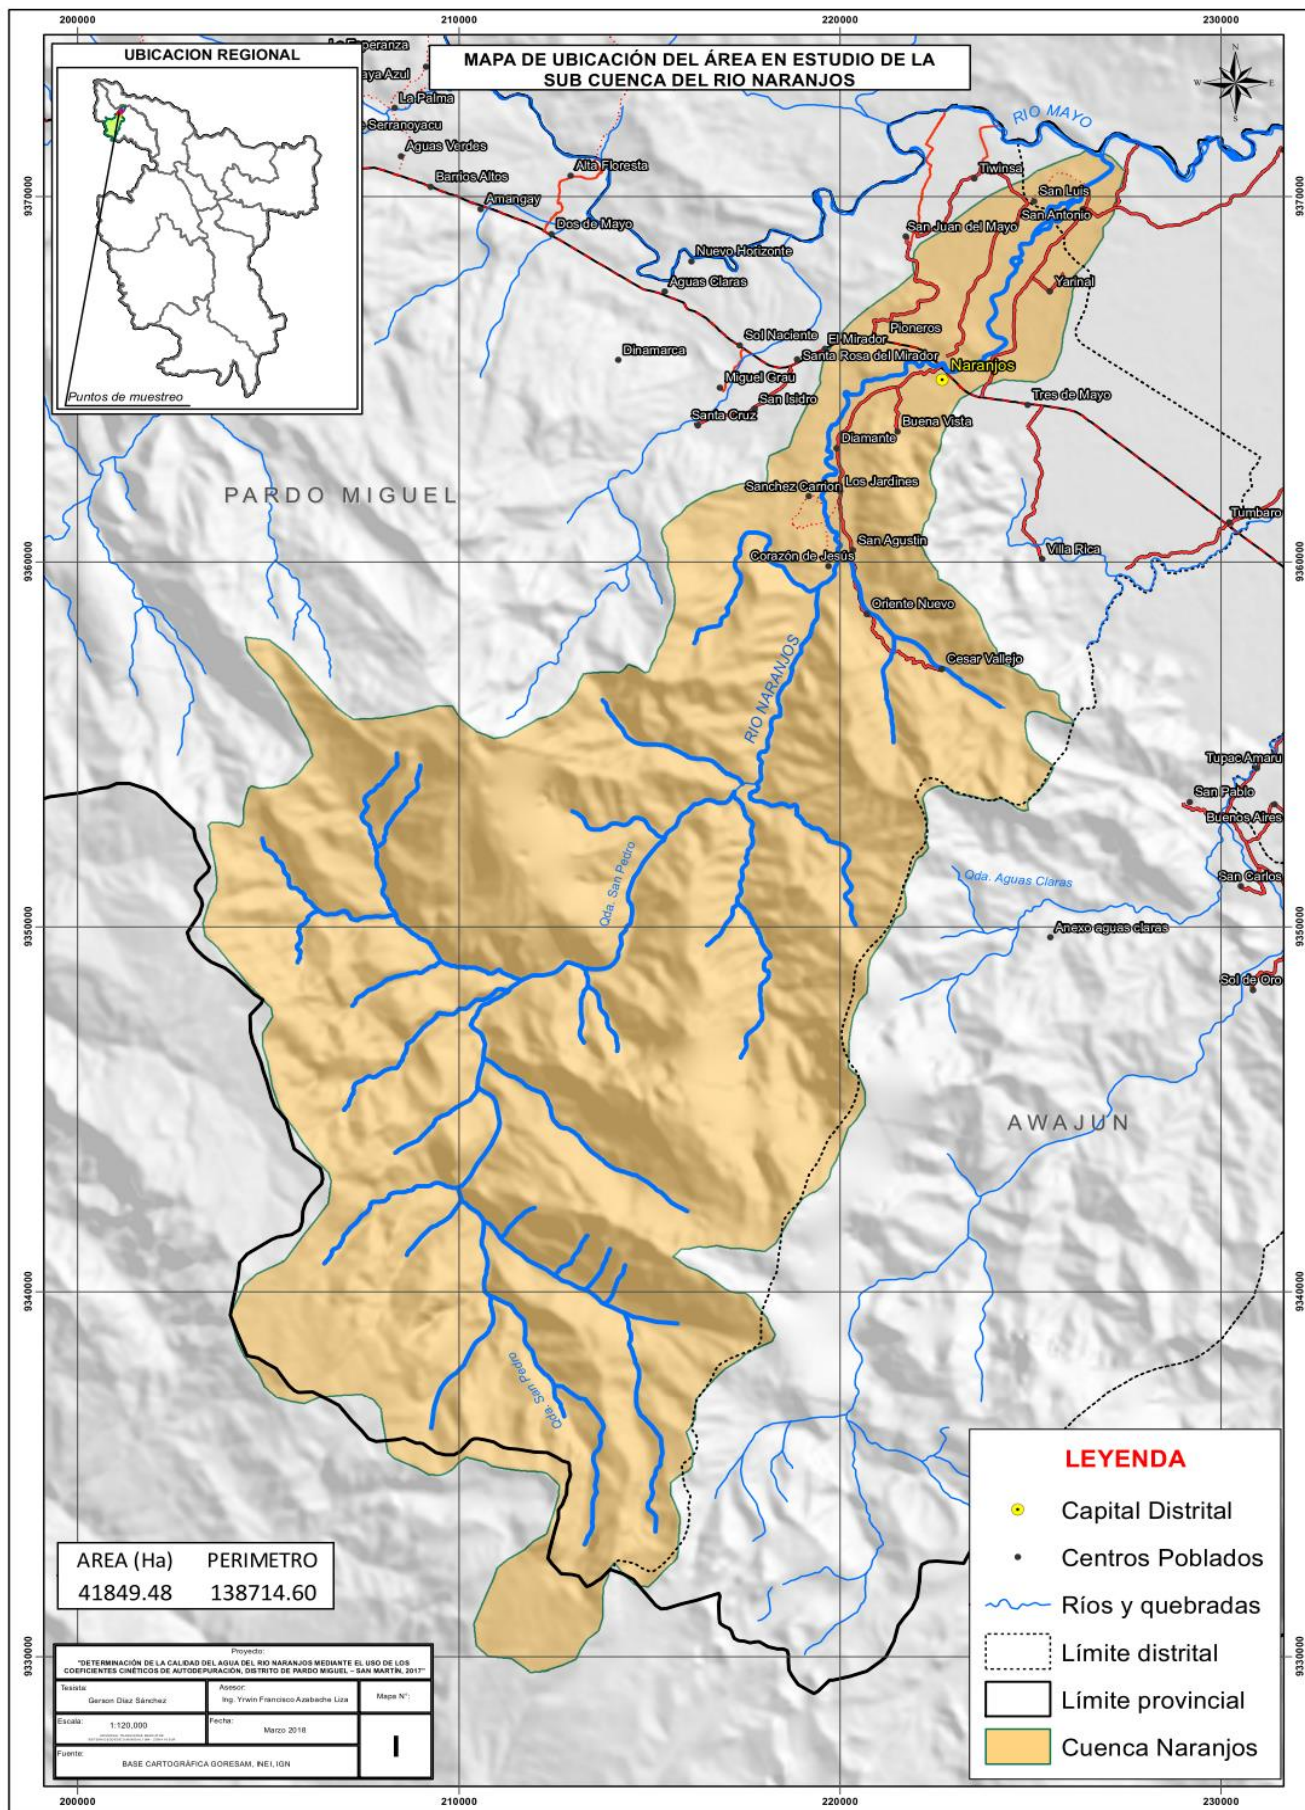 200000
210000
220000
230000
UBICACION REGIONAL
Puntos de muestreo
MAPA DE UBICACIÓN DEL ÁREA EN ESTUDIO DE LA
SUB CUENCA DEL RIO NARANJOS
N
W
E
S
La Palma
Serranoyacu
Aguas Verdes
Barrios Altos
Amangay
Alta Floresta
Dos de Mayo
Nuevo Horizonte
Aguas Claras
RIO MAYO
Tiwinsa
San Luis
San Antonio
San Juan del Mayo
Yarinal
9370000
9370000
Pioneros
Sol Naciente
El Mirador
Santa Rosa del Mirador
Dinamarca
Naranjos
Miguel Grau
San Isidro
Santa Cruz
Tres de Mayo
Buena Vista
Diamante
PARDO MIGUEL
Sanchez Carrion
Los Jardines
Tumbaro
San Agustin
Corazón de Jesús
Villa Rica
9360000
9360000
Oriente Nuevo
Cesar Vallejo
RIO NARANJOS
Tupac Amaru
San Pablo
Buenos Aires
San Carlos
Qda. San Pedro
Qda. Aguas Claras
Anexo aguas claras
9350000
9350000
Sol de Oro
AWAJUN
9340000
9340000
Qda. San Pedro
LEYENDA
Capital Distrital
Centros Poblados
Ríos y quebradas
Límite distrital
Límite provincial
Cuenca Naranjos
AREA (Ha) PERIMETRO
41849.48 138714.60
9330000
9330000
Proyecto:
"DETERMINACIÓN DE LA CALIDAD DEL AGUA DEL RIO NARANJOS MEDIANTE EL USO DE LOS
COEFICIENTES CINÉTICOS DE AUTODEPURACIÓN, DISTRITO DE PARDO MIGUEL – SAN MARTÍN, 2017"
Tesista:
Gerson Díaz Sánchez
Asesor:
Ing. Yrwin Francisco Azabache Liza
Mapa N°:
Escala:
1:120,000
Fecha:
Marzo 2018
I
Fuente:
BASE CARTOGRÁFICA GORESAM, INEI, IGN
200000
210000
220000
230000